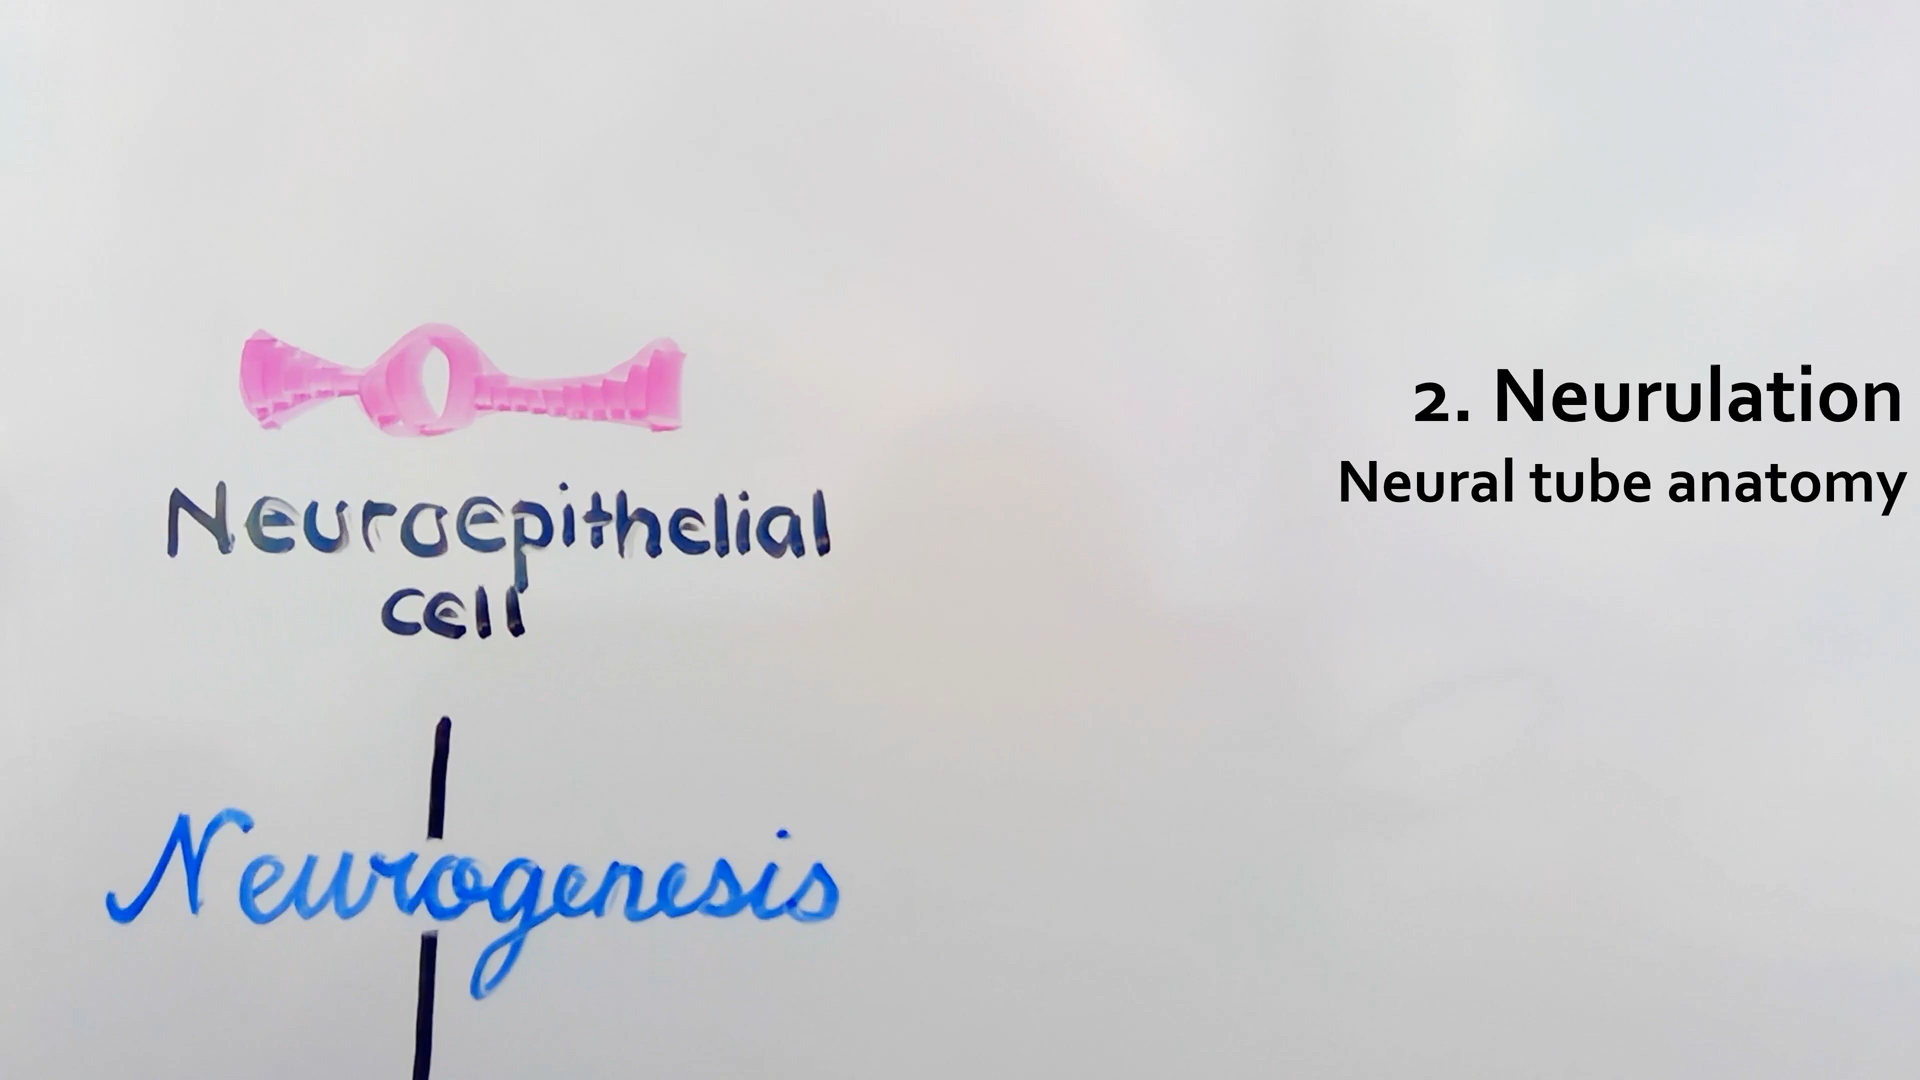 Neuroepithelial
cell
Neurogenesis
2. Neurulation
Neural tube anatomy